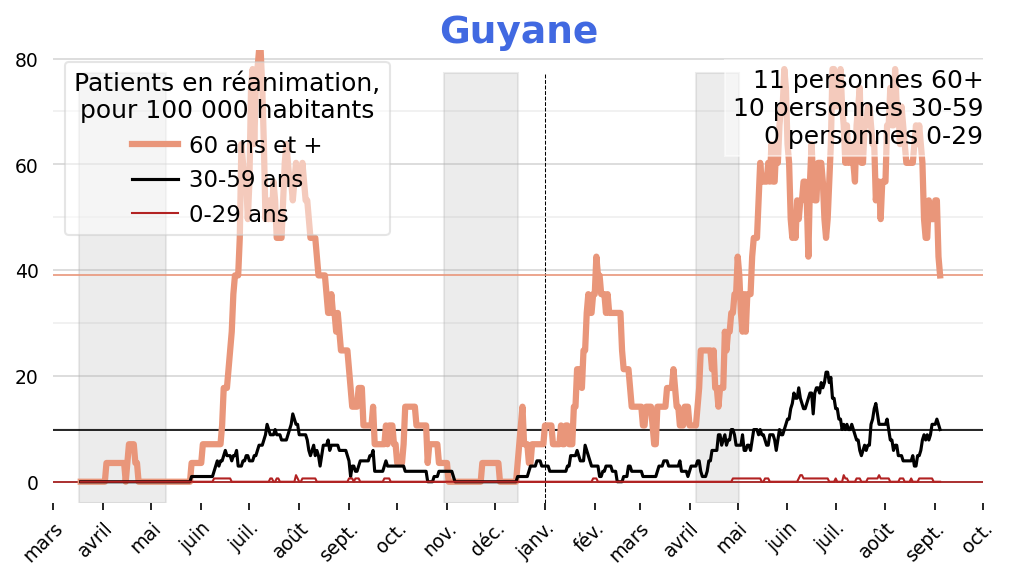 Guyane
Patients en réanimation,
pour 100 000 habitants
60 ans et +
30-59 ans
0-29 ans
11 personnes 60+
10 personnes 30-59
0 personnes 0-29
80
60
40
20
0
mars
avril
mai
juin
juil.
août
sept.
oct.
nov.
déc.
janv.
fév.
mars
avril
mai
juin
juil.
août
sept.
oct.